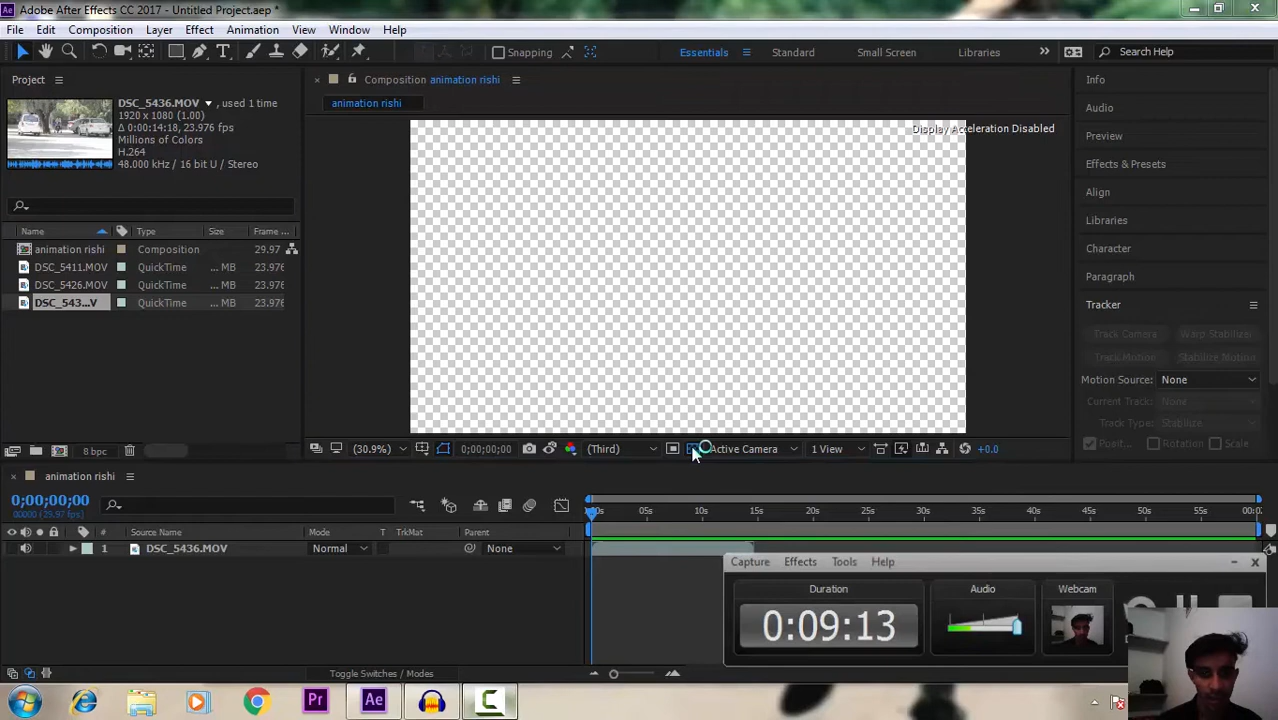 Adobe After Effects CC 2017 - Untitled Project.aep *
File Edit Composition Layer Effect Animation View Window Help
Snapping
Essentials
Standard
Small Screen
Libraries
Search Help
Project
DSC_5436.MOV , used 1 time
1920 x 1080 (1.00)
Δ 0:00:14:18, 23.976 fps
Millions of Colors
H.264
48.000 kHz / 16 bit U / Stereo
Name Type Size Frame ...
animation rishi Composition 29.97
DSC_5411.MOV QuickTime ... MB 23.976
DSC_5426.MOV QuickTime ... MB 23.976
DSC_543...V QuickTime ... MB 23.976
8 bpc
Composition animation rishi
animation rishi
Display Acceleration Disabled
(30.9%) 0;00;00;00 (Third) Active Camera 1 View +0.0
Info
Audio
Preview
Effects & Presets
Align
Libraries
Character
Paragraph
Tracker
Track Camera Warp Stabilizer
Track Motion Stabilize Motion
Motion Source: None
Current Track: None
Track Type: Stabilize
Positi... Rotation Scale
animation rishi
0;00;00;00
00000 (29.97 fps)
# Source Name Mode T TrkMat Parent
1 DSC_5436.MOV Normal None
05s 10s 15s 20s 25s 30s 35s 40s 45s 50s 55s
Toggle Switches / Modes
Capture Effects Tools Help
Duration
0:09:13
Audio
Webcam
Pr
Ae